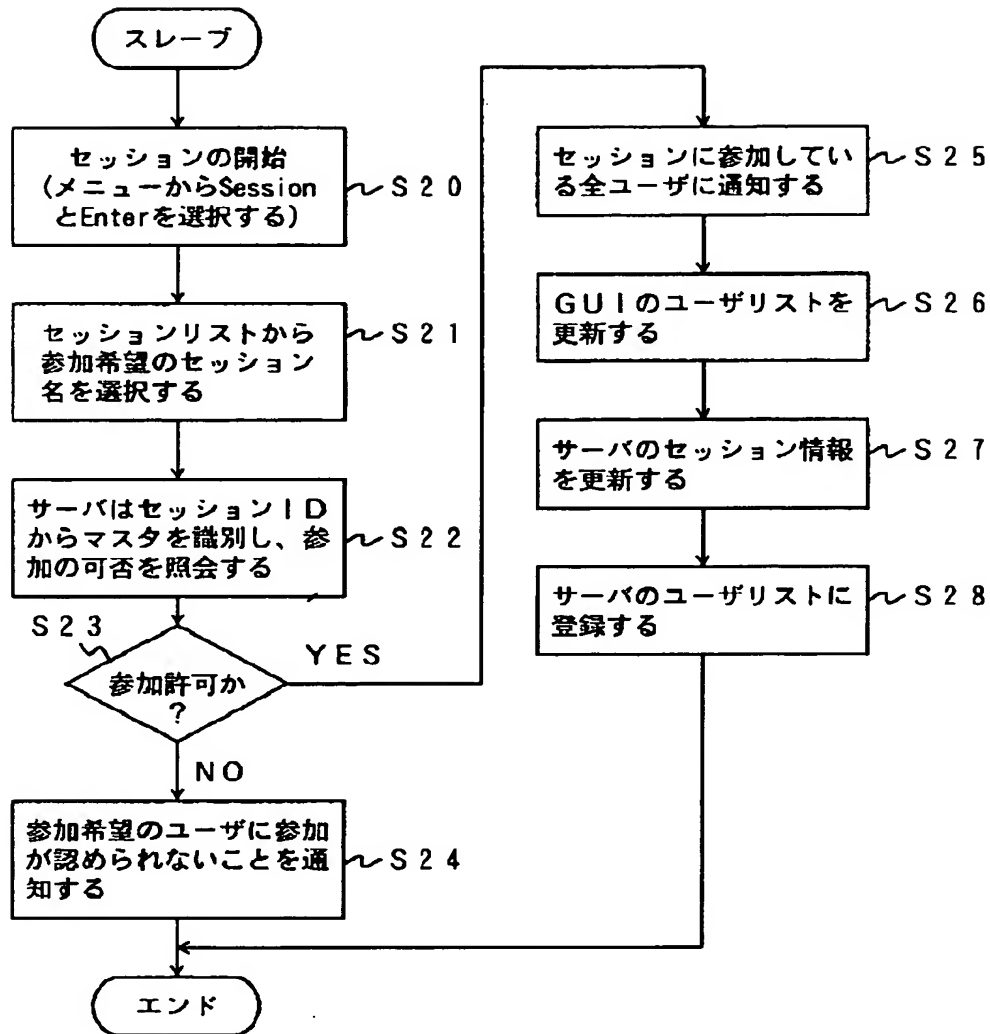 スレーブ
セッションの開始
(メニューからSession
とEnterを選択する)
S20
セッションリストから
参加希望のセッション
名を選択する
S21
サーバはセッションID
からマスタを識別し、参
加の可否を照会する
S22
S23
参加許可か
?
YES
NO
参加希望のユーザに参加
が認められないことを通
知する
S24
エンド
セッションに参加してい
る全ユーザに通知する
S25
GUIのユーザリストを
更新する
S26
サーバのセッション情報
を更新する
S27
サーバのユーザリストに
登録する
S28